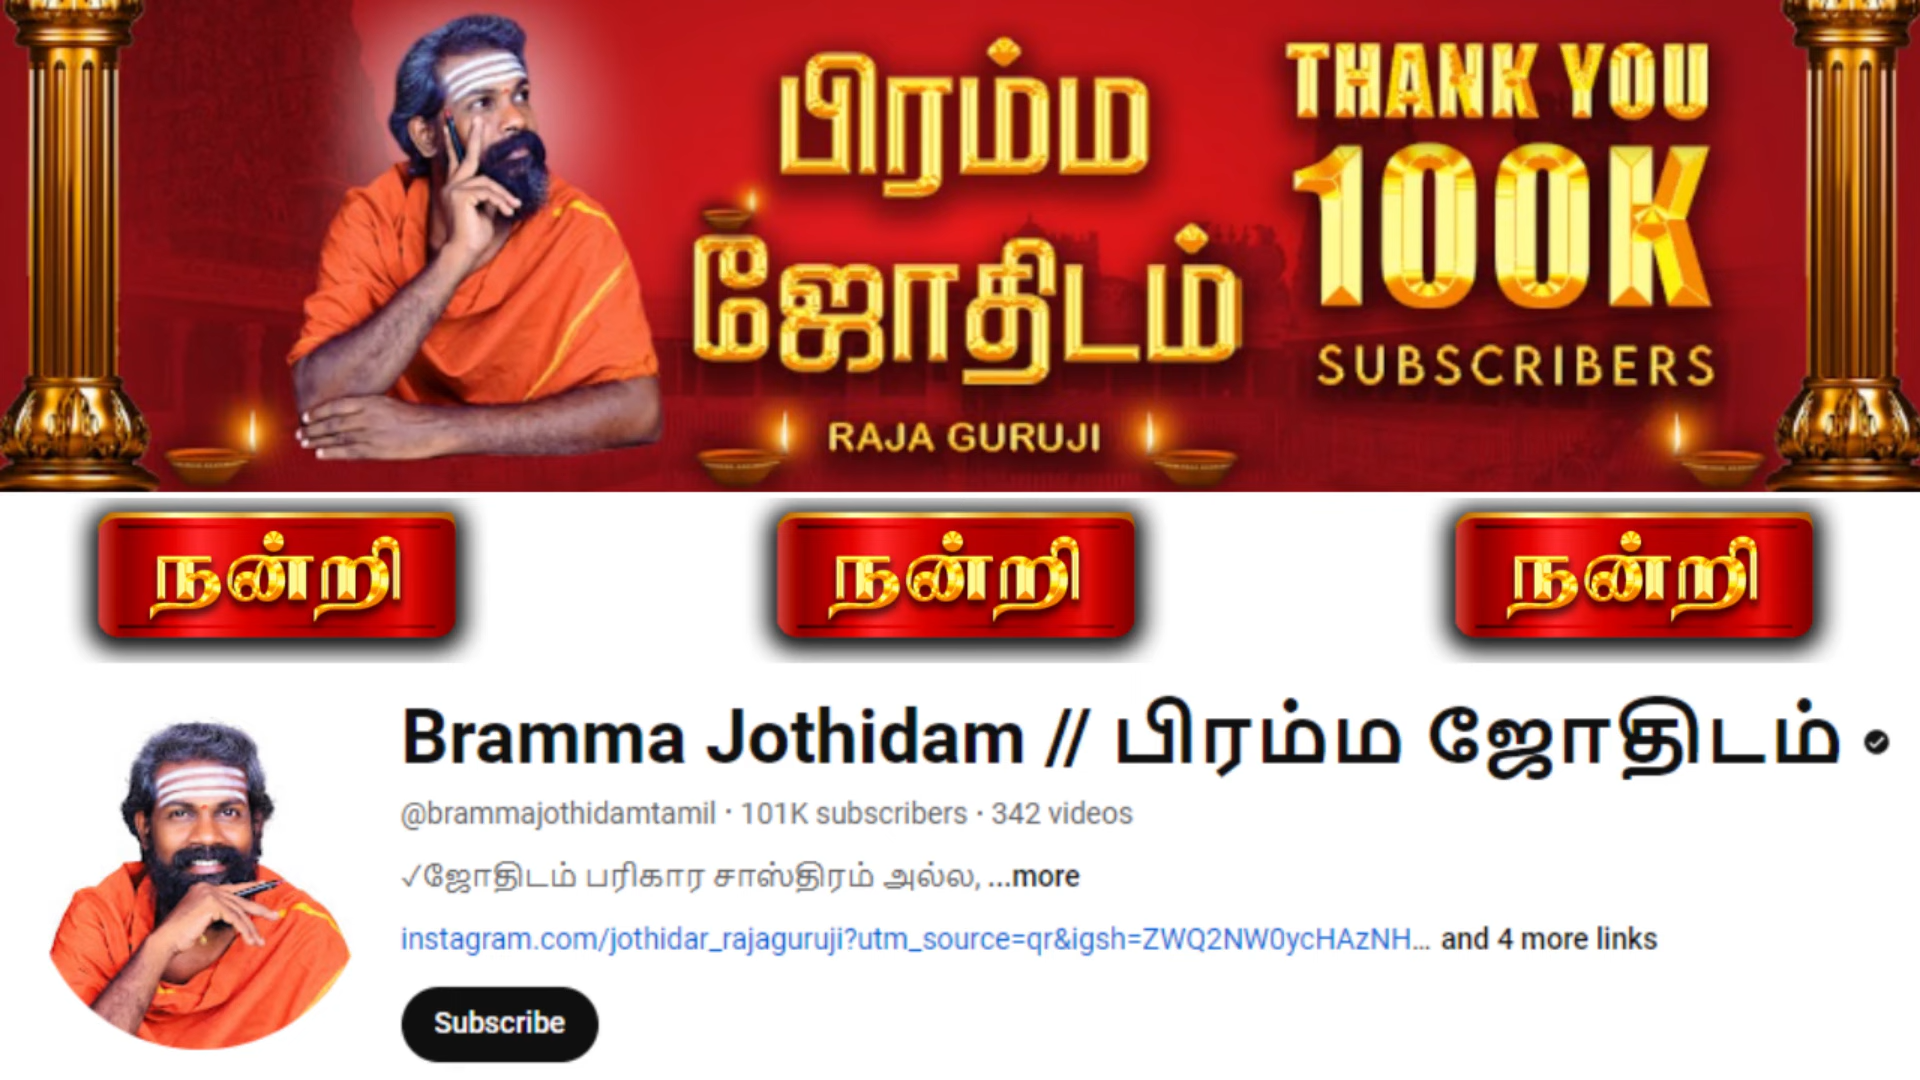 பிரம்ம
ஜோதிடம்
RAJA GURUJI
THANK YOU
100K
SUBSCRIBERS
நன்றி
நன்றி
நன்றி
Bramma Jothidam // பிரம்ம ஜோதிடம்
@brammajothidamtamil · 101K subscribers · 342 videos
✓ஜோதிடம் பரிகார சாஸ்திரம் அல்ல, ...more
instagram.com/jothidar_rajaguruji?utm_source=qr&igsh=ZWQ2NW0ycHAzNH... and 4 more links
Subscribe